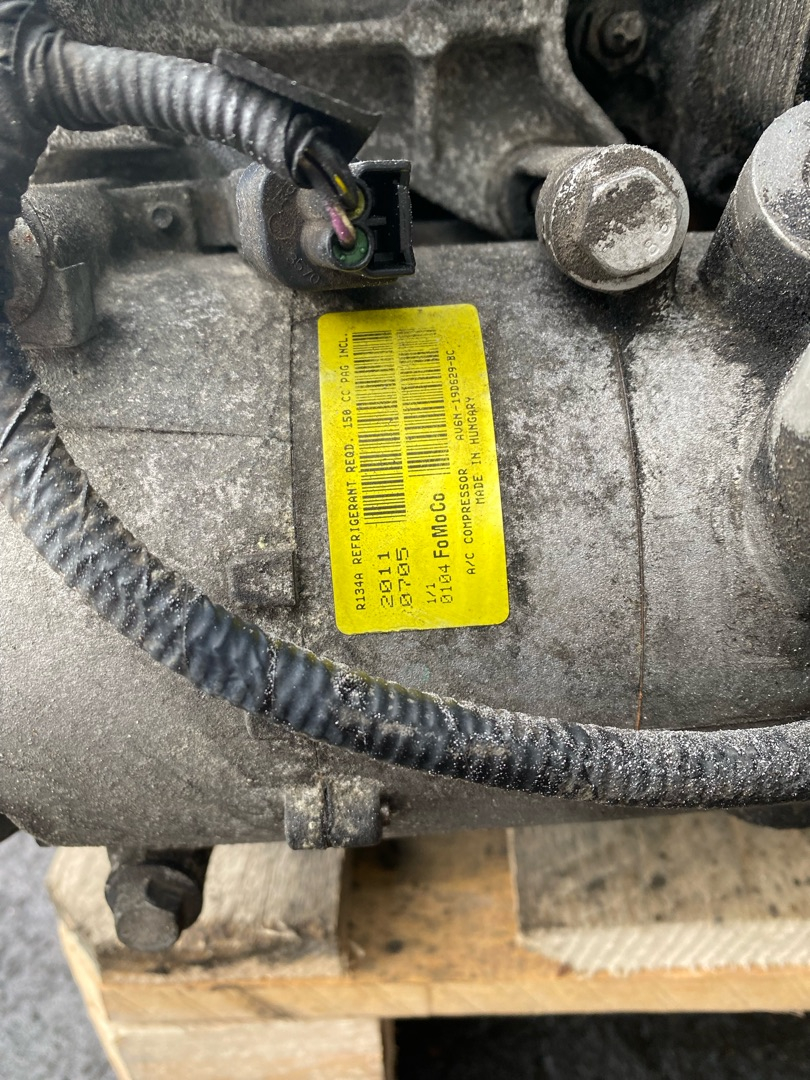 R134A REFRIGERANT REQD. 150 CC PAG INCL.
2011
0705
1/1
0104 FoMoCo
A/C COMPRESSOR AV6N-19D629-BC
MADE IN HUNGARY